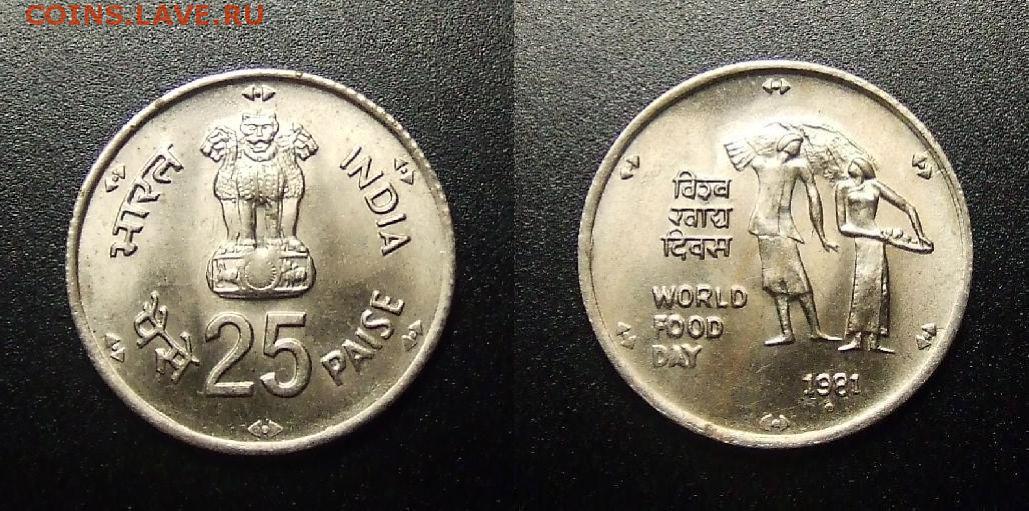 COINS.LAVE.RU
भारत
INDIA
पैसे
25
PAISE
विश्व
खाद्य
दिवस
WORLD
FOOD
DAY
1981